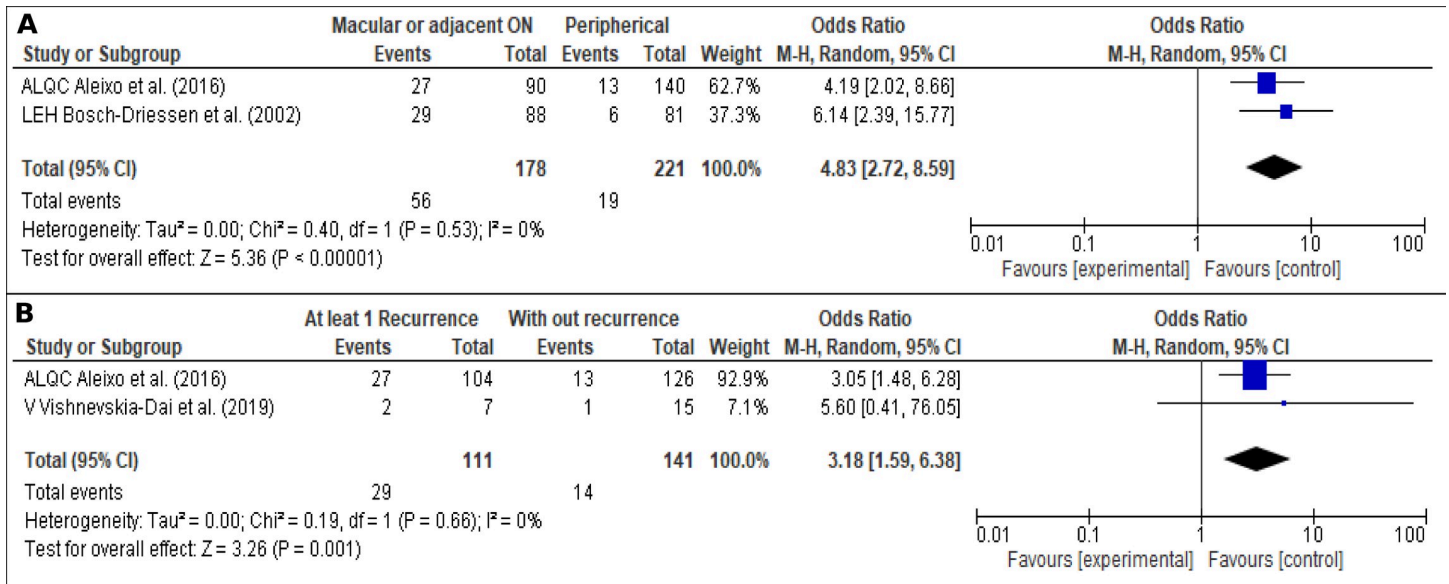 A
Macular or adjacent ON Peripherical Odds Ratio Odds Ratio
Study or Subgroup Events Total Events Total Weight M-H, Random, 95% CI M-H, Random, 95% CI
ALQC Aleixo et al. (2016) 27 90 13 140 62.7% 4.19 [2.02, 8.66]
LEH Bosch-Driessen et al. (2002) 29 88 6 81 37.3% 6.14 [2.39, 15.77]
Total (95% CI) 178 221 100.0% 4.83 [2.72, 8.59]
Total events 56 19
Heterogeneity: Tau² = 0.00; Chi² = 0.40, df = 1 (P = 0.53); I² = 0%
Test for overall effect: Z = 5.36 (P < 0.00001)
0.01 0.1 1 10 100
Favours [experimental] Favours [control]
B
At leat 1 Recurrence With out recurrence Odds Ratio Odds Ratio
Study or Subgroup Events Total Events Total Weight M-H, Random, 95% CI M-H, Random, 95% CI
ALQC Aleixo et al. (2016) 27 104 13 126 92.9% 3.05 [1.48, 6.28]
V Vishnevskia-Dai et al. (2019) 2 7 1 15 7.1% 5.60 [0.41, 76.05]
Total (95% CI) 111 141 100.0% 3.18 [1.59, 6.38]
Total events 29 14
Heterogeneity: Tau² = 0.00; Chi² = 0.19, df = 1 (P = 0.66); I² = 0%
Test for overall effect: Z = 3.26 (P = 0.001)
0.01 0.1 1 10 100
Favours [experimental] Favours [control]